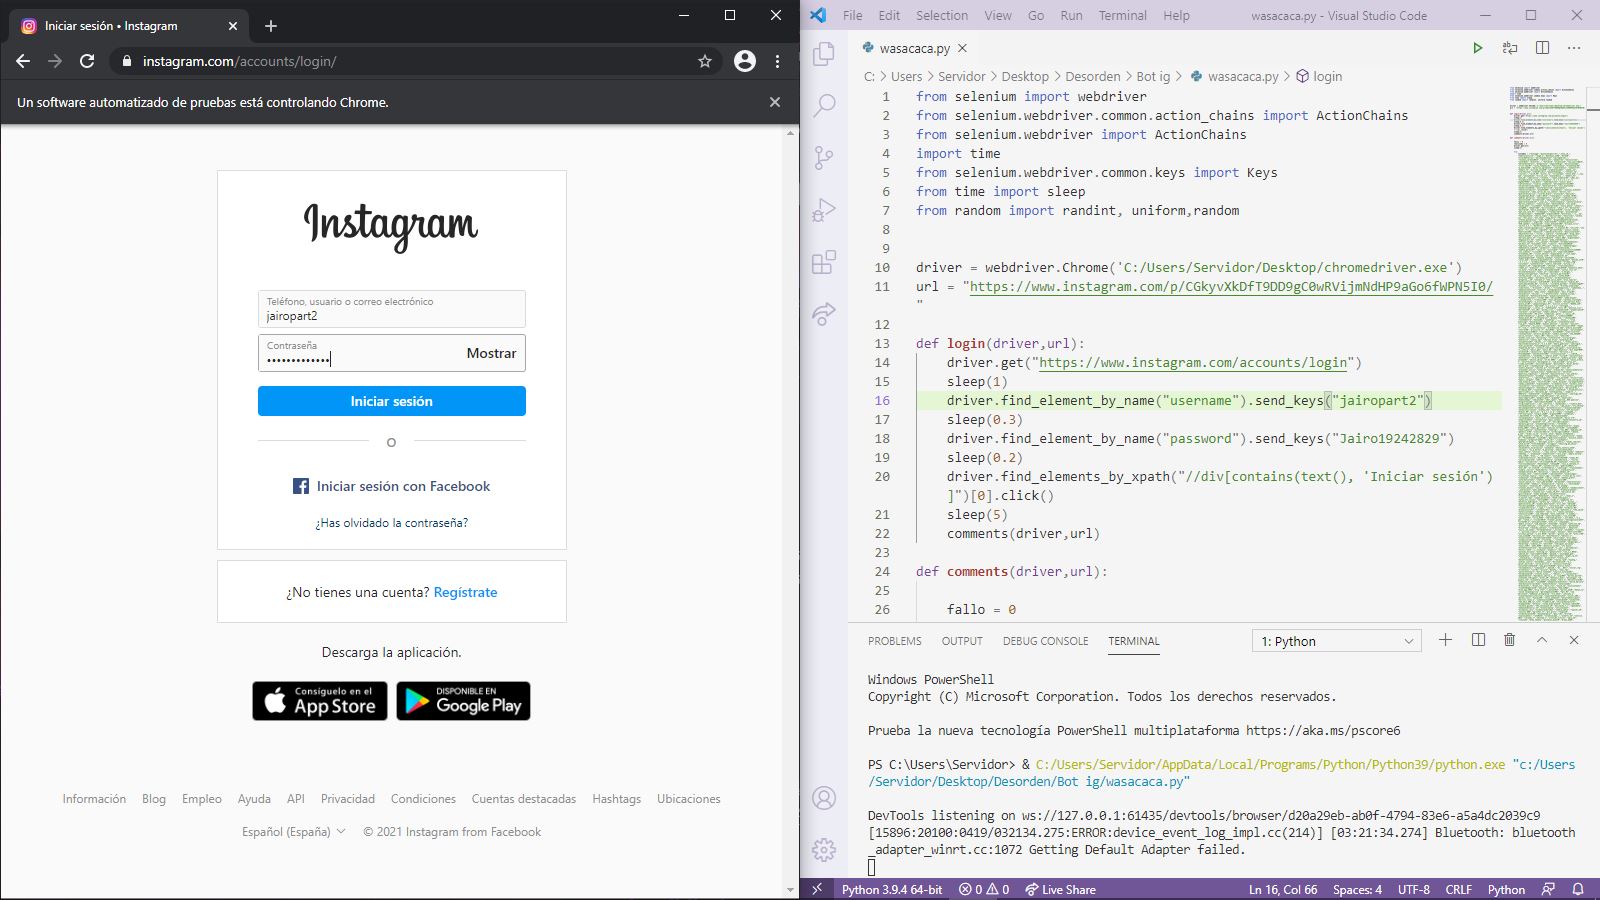 Iniciar sesión • Instagram
instagram.com/accounts/login/
Un software automatizado de pruebas está controlando Chrome.
Instagram
Teléfono, usuario o correo electrónico
jairopart2
Contraseña
•••••••••••••
Mostrar
Iniciar sesión
O
Iniciar sesión con Facebook
¿Has olvidado la contraseña?
¿No tienes una cuenta? Regístrate
Descarga la aplicación.
Consíguelo en el
App Store
DISPONIBLE EN
Google Play
Información Blog Empleo Ayuda API Privacidad Condiciones Cuentas destacadas Hashtags Ubicaciones
Español (España) © 2021 Instagram from Facebook
File Edit Selection View Go Run Terminal Help wasacaca.py - Visual Studio Code
wasacaca.py
C: > Users > Servidor > Desktop > Desorden > Bot ig > wasacaca.py > login
1 from selenium import webdriver
2 from selenium.webdriver.common.action_chains import ActionChains
3 from selenium.webdriver import ActionChains
4 import time
5 from selenium.webdriver.common.keys import Keys
6 from time import sleep
7 from random import randint, uniform,random
8
9
10 driver = webdriver.Chrome('C:/Users/Servidor/Desktop/chromedriver.exe')
11 url = "https://www.instagram.com/p/CGkyvXkDfT9DD9gC0wRVijmNdHP9aGo6fWPN5I0/
"
12
13 def login(driver,url):
14 driver.get("https://www.instagram.com/accounts/login")
15 sleep(1)
16 driver.find_element_by_name("username").send_keys("jairopart2")
17 sleep(0.3)
18 driver.find_element_by_name("password").send_keys("Jairo19242829")
19 sleep(0.2)
20 driver.find_elements_by_xpath("//div[contains(text(), 'Iniciar sesión')
]")[0].click()
21 sleep(5)
22 comments(driver,url)
23
24 def comments(driver,url):
25
26 fallo = 0
PROBLEMS OUTPUT DEBUG CONSOLE TERMINAL 1: Python
Windows PowerShell
Copyright (C) Microsoft Corporation. Todos los derechos reservados.
Prueba la nueva tecnología PowerShell multiplataforma https://aka.ms/pscore6
PS C:\Users\Servidor> & C:/Users/Servidor/AppData/Local/Programs/Python/Python39/python.exe "c:/Users
/Servidor/Desktop/Desorden/Bot ig/wasacaca.py"
DevTools listening on ws://127.0.0.1:61435/devtools/browser/d20a29eb-ab0f-4794-83e6-a5a4dc2039c9
[15896:20100:0419/032134.275:ERROR:device_event_log_impl.cc(214)] [03:21:34.274] Bluetooth: bluetooth
_adapter_winrt.cc:1072 Getting Default Adapter failed.
Python 3.9.4 64-bit 0 0 Live Share Ln 16, Col 66 Spaces: 4 UTF-8 CRLF Python